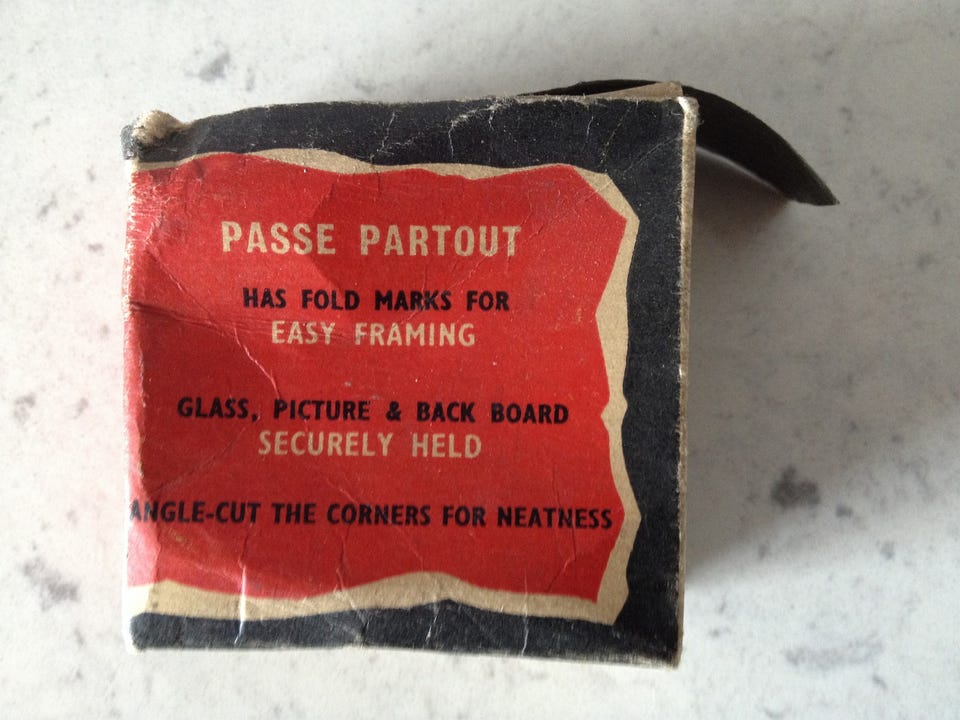 PASSE PARTOUT
HAS FOLD MARKS FOR
EASY FRAMING
GLASS, PICTURE & BACK BOARD
SECURELY HELD
ANGLE-CUT THE CORNERS FOR NEATNESS